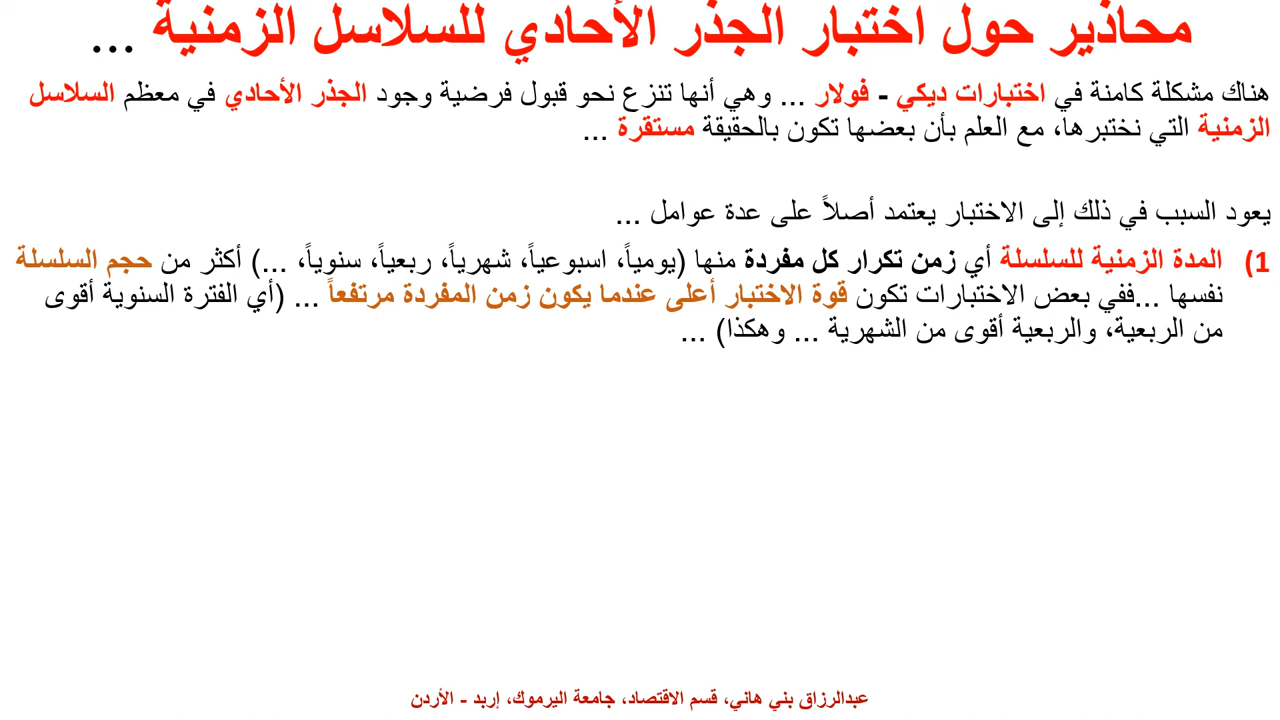 محاذير حول اختبار الجذر الأحادي للسلاسل الزمنية ...
هناك مشكلة كامنة في اختبارات ديكي - فولار ... وهي أنها تنزع نحو قبول فرضية وجود الجذر الأحادي في معظم السلاسل
الزمنية التي نختبرها، مع العلم بأن بعضها تكون بالحقيقة مستقرة ...
يعود السبب في ذلك إلى الاختبار يعتمد أصلاً على عدة عوامل ...
1) المدة الزمنية للسلسلة أي زمن تكرار كل مفردة منها (يومياً، اسبوعياً، شهرياً، ربعياً، سنوياً، ...) أكثر من حجم السلسلة
نفسها ...ففي بعض الاختبارات تكون قوة الاختبار أعلى عندما يكون زمن المفردة مرتفعاً ... (أي الفترة السنوية أقوى
من الربعية، والربعية أقوى من الشهرية ... وهكذا) ...
عبدالرزاق بني هاني، قسم الاقتصاد، جامعة اليرموك، إربد - الأردن